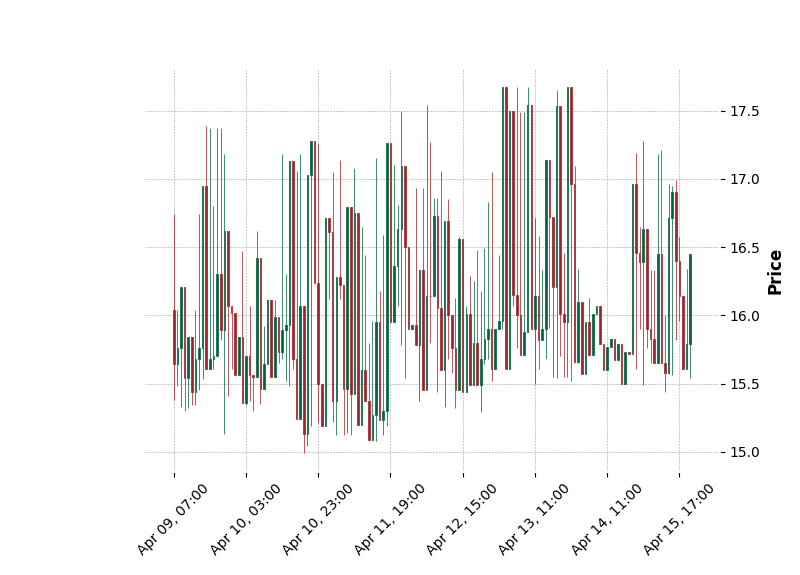 17.5
17.0
16.5
16.0
15.5
15.0
Price
Apr 09, 07:00
Apr 10, 03:00
Apr 10, 23:00
Apr 11, 19:00
Apr 12, 15:00
Apr 13, 11:00
Apr 14, 11:00
Apr 15, 17:00